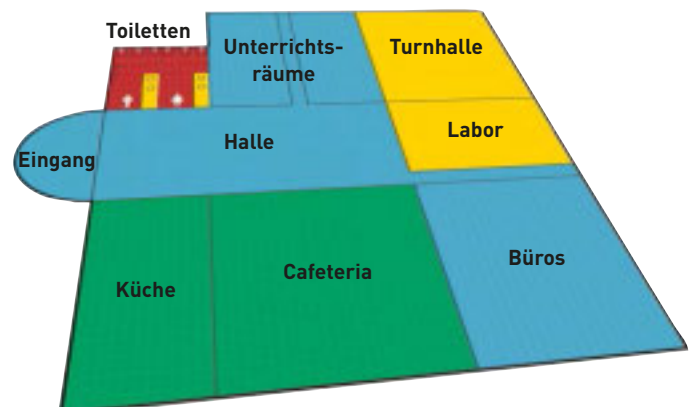 Toiletten
Unterrichts-
räume
Turnhalle
Eingang
Halle
Labor
Küche
Cafeteria
Büros